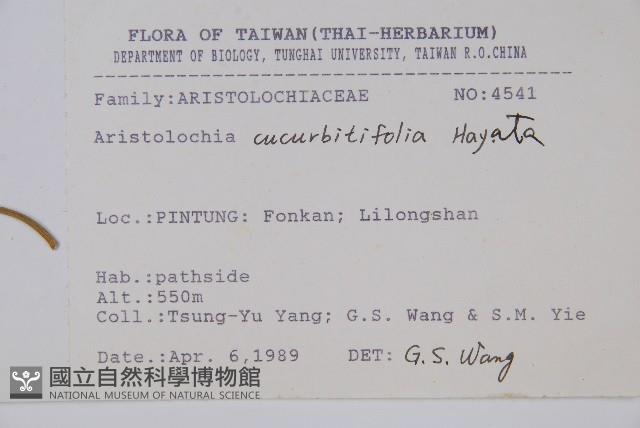 FLORA OF TAIWAN(THAI-HERBARIUM)
DEPARTMENT OF BIOLOGY, TUNGHAI UNIVERSITY, TAIWAN R.O.CHINA
Family:ARISTOLOCHIACEAE NO:4541
Aristolochia cucurbitifolia Hayata
Loc.:PINTUNG: Fonkan; Lilongshan
Hab.:pathside
Alt.:550m
Coll.:Tsung-Yu Yang; G.S. Wang & S.M. Yie
Date.:Apr. 6,1989 DET: G.S. Wang
國立自然科學博物館
NATIONAL MUSEUM OF NATURAL SCIENCE